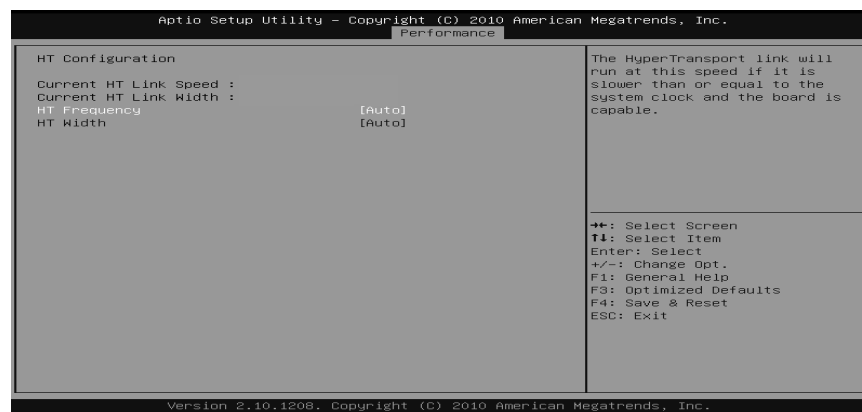 Aptio Setup Utility – Copyright (C) 2010 American Megatrends, Inc.
Performance
HT Configuration
Current HT Link Speed :
Current HT Link Width :
HT Frequency [Auto]
HT Width [Auto]
The HyperTransport link will
run at this speed if it is
slower than or equal to the
system clock and the board is
capable.
→←: Select Screen
↑↓: Select Item
Enter: Select
+/-: Change Opt.
F1: General Help
F3: Optimized Defaults
F4: Save & Reset
ESC: Exit
Version 2.10.1208. Copyright (C) 2010 American Megatrends, Inc.